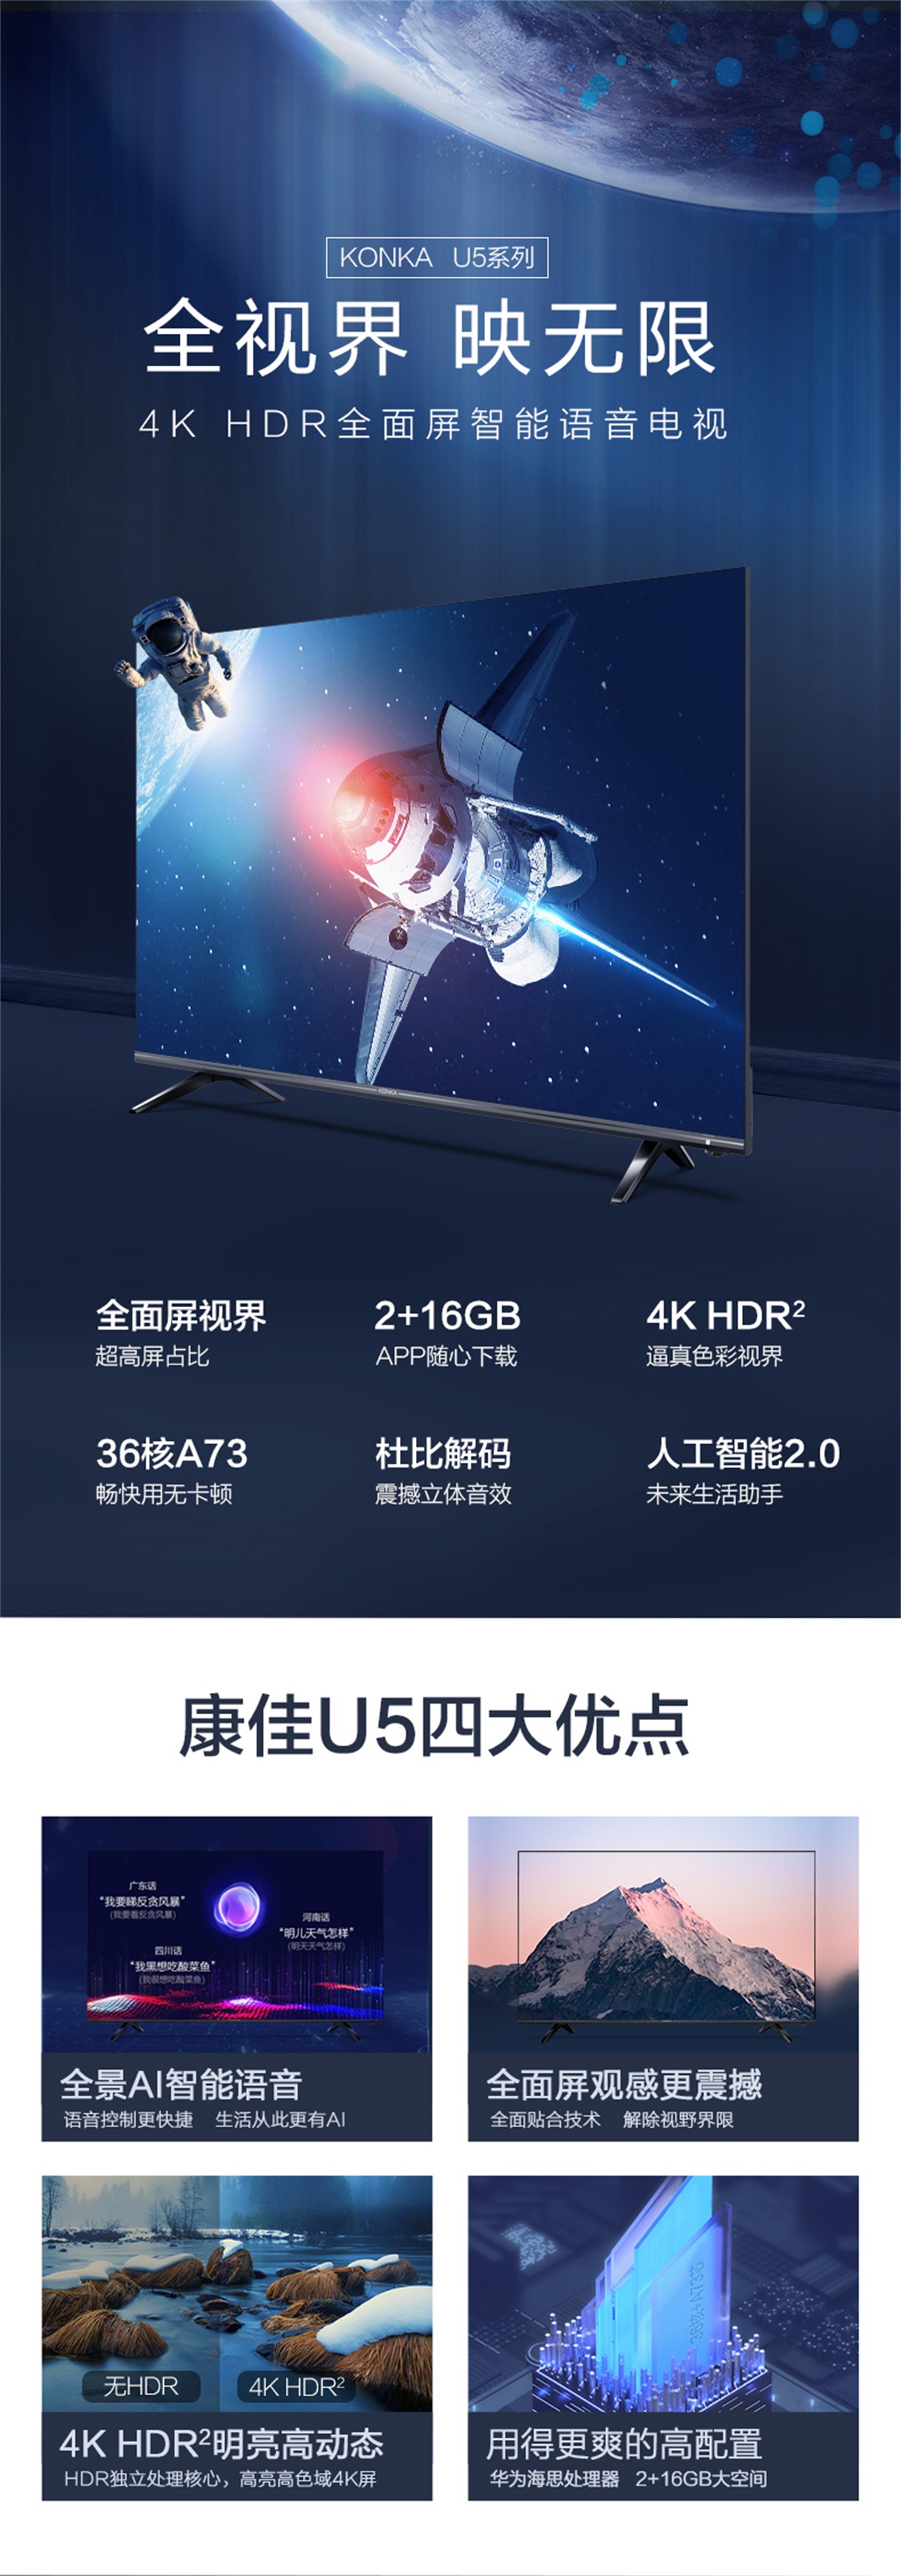 KONKA U5系列
全视界 映无限
4K HDR全面屏智能语音电视
KONKA
全面屏视界
超高屏占比
2+16GB
APP随心下载
4K HDR²
逼真色彩视界
36核A73
畅快用无卡顿
杜比解码
震撼立体音效
人工智能2.0
未来生活助手
康佳U5四大优点
广东话
“我要睇反贪风暴”
(我要看反贪风暴)
河南话
“明儿天气怎样”
(明天天气怎样)
四川话
“我黑想吃酸菜鱼”
(我很想吃酸菜鱼)
全景AI智能语音
语音控制更快捷 生活从此更有AI
全面屏观感更震撼
全面贴合技术 解除视野界限
无HDR
4K HDR²
4K HDR²明亮高动态
HDR独立处理核心，高亮高色域4K屏
36核A73
用得更爽的高配置
华为海思处理器 2+16GB大空间